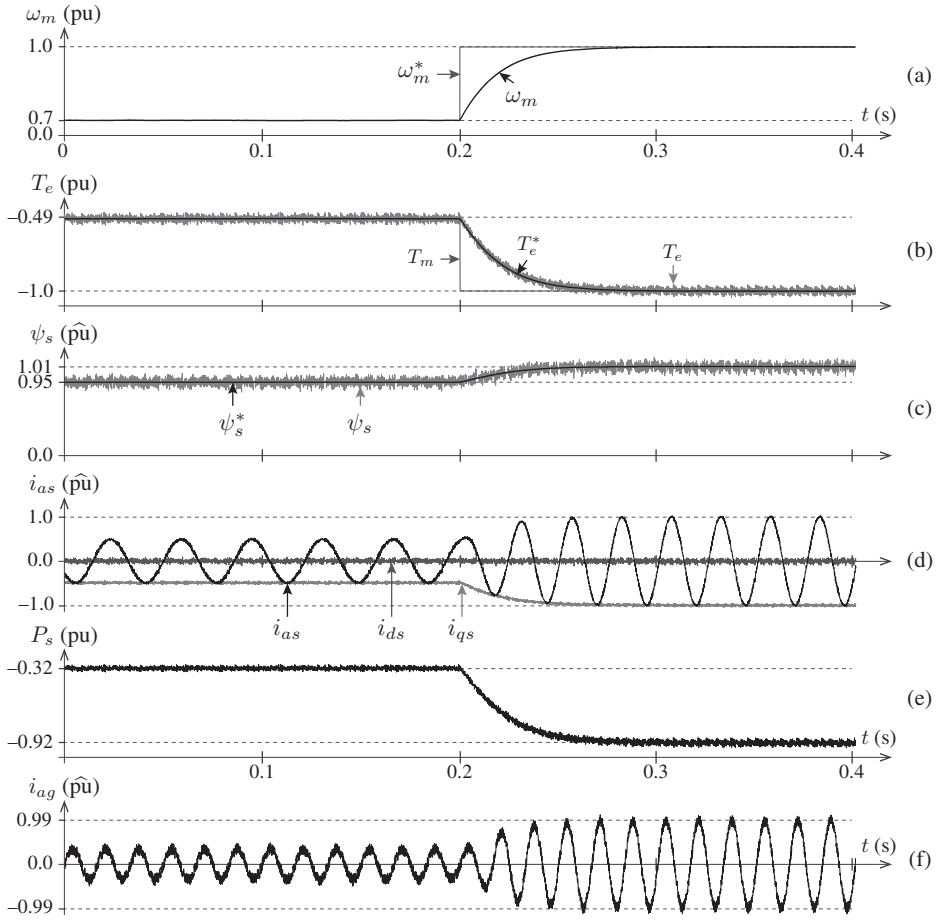 ω_m (pu)
1.0
ω_m^*
ω_m
(a)
0.7
t (s)
0.0
0 0.1 0.2 0.3 0.4
T_e (pu)
–0.49
T_m
T_e^*
T_e
(b)
–1.0
ψ_s (p̂u)
1.01
0.95
ψ_s^* ψ_s
(c)
0.0
i_as (p̂u)
1.0
0.0
(d)
–1.0
i_as i_ds i_qs
P_s (pu)
–0.32
(e)
–0.92
t (s)
0.1 0.2 0.3 0.4
i_ag (p̂u)
0.99
t (s)
0.0
(f)
–0.99